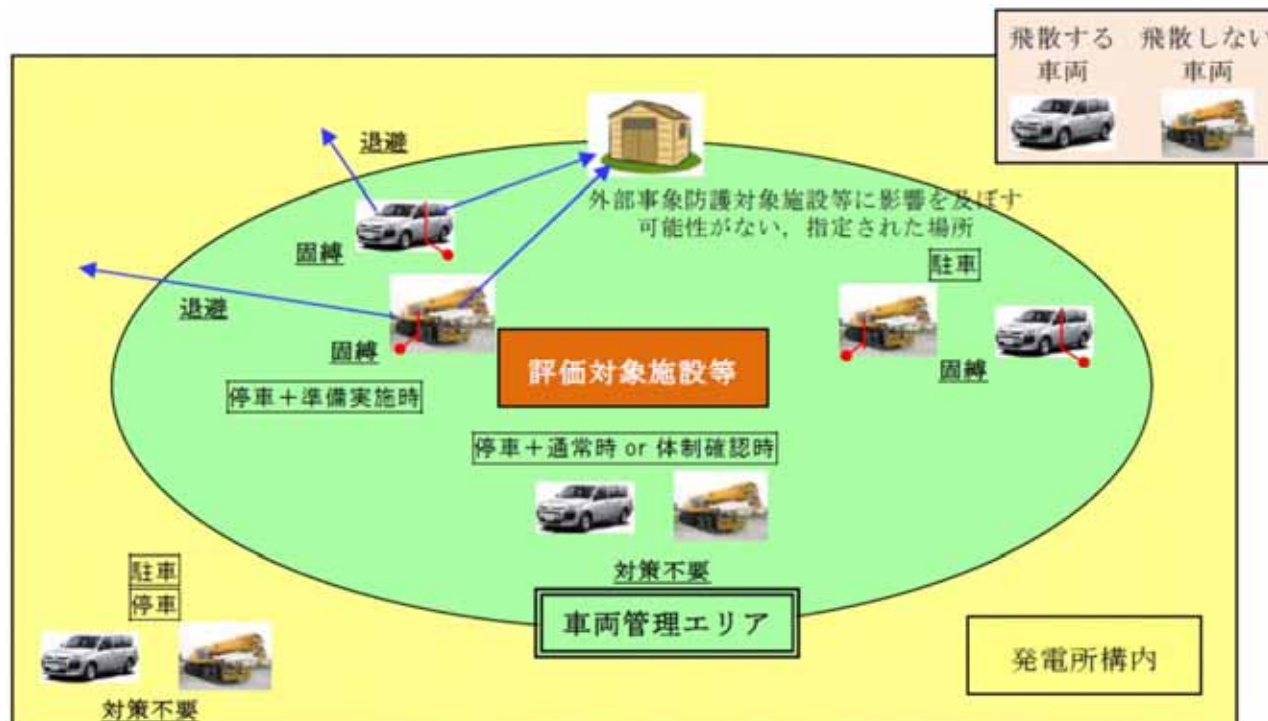 飛散する 飛散しない
車両 車両
退避
外部事象防護対象施設等に影響を及ぼす
可能性がない，指定された場所
固縛
駐車
退避
固縛
固縛
評価対象施設等
停車＋準備実施時
停車＋通常時 or 体制確認時
対策不要
駐車
停車
車両管理エリア
発電所構内
対策不要